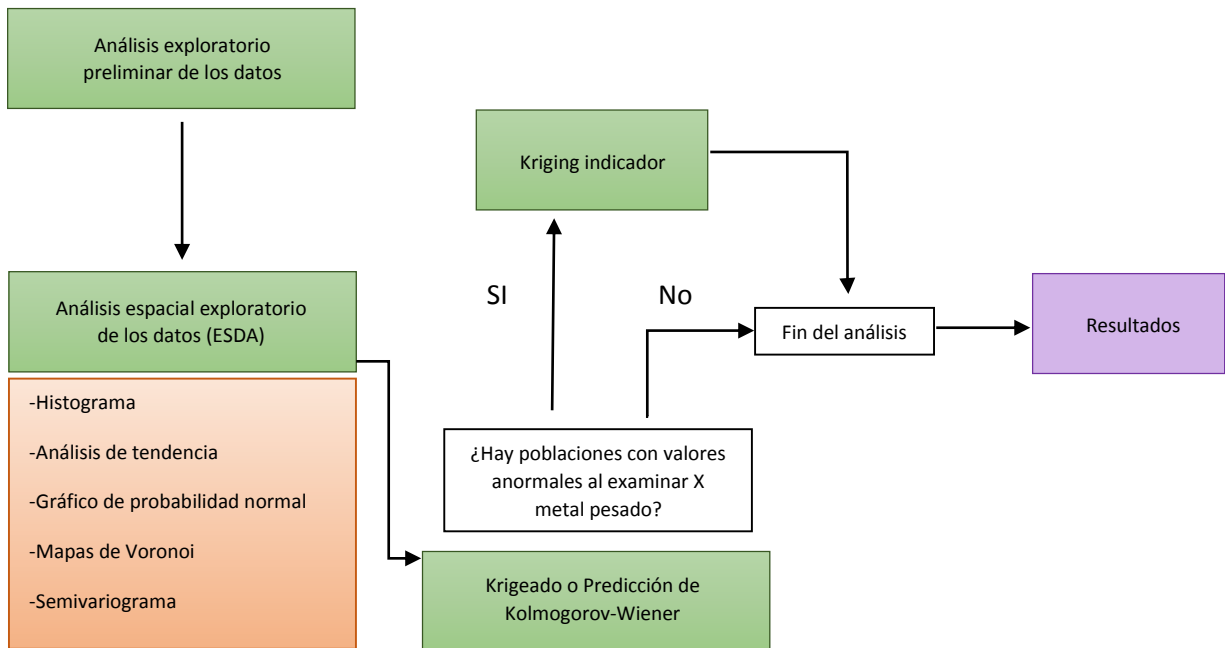 Análisis exploratorio
preliminar de los datos
Kriging indicador
Análisis espacial exploratorio
de los datos (ESDA)
-Histograma
-Análisis de tendencia
-Gráfico de probabilidad normal
-Mapas de Voronoi
-Semivariograma
SI
No
Fin del análisis
Resultados
¿Hay poblaciones con valores
anormales al examinar X
metal pesado?
Krigeado o Predicción de
Kolmogorov-Wiener